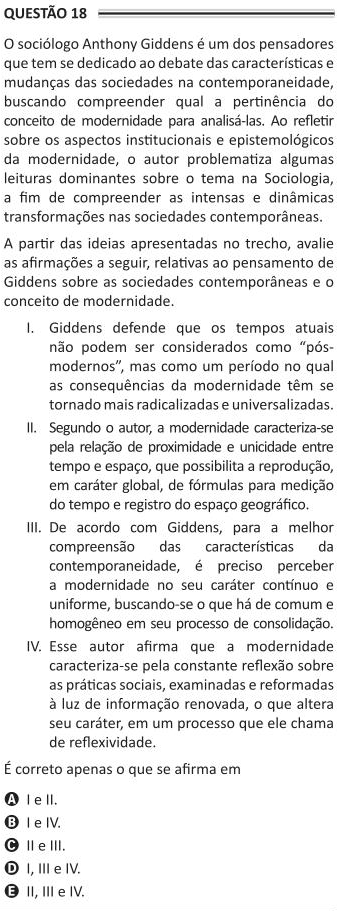 QUESTÃO 18
O sociólogo Anthony Giddens é um dos pensadores
que tem se dedicado ao debate das características e
mudanças das sociedades na contemporaneidade,
buscando compreender qual a pertinência do
conceito de modernidade para analisá-las. Ao refletir
sobre os aspectos institucionais e epistemológicos
da modernidade, o autor problematiza algumas
leituras dominantes sobre o tema na Sociologia,
a fim de compreender as intensas e dinâmicas
transformações nas sociedades contemporâneas.
A partir das ideias apresentadas no trecho, avalie
as afirmações a seguir, relativas ao pensamento de
Giddens sobre as sociedades contemporâneas e o
conceito de modernidade.
I. Giddens defende que os tempos atuais
não podem ser considerados como “pós-
modernos”, mas como um período no qual
as consequências da modernidade têm se
tornado mais radicalizadas e universalizadas.
II. Segundo o autor, a modernidade caracteriza-se
pela relação de proximidade e unicidade entre
tempo e espaço, que possibilita a reprodução,
em caráter global, de fórmulas para medição
do tempo e registro do espaço geográfico.
III. De acordo com Giddens, para a melhor
compreensão das características da
contemporaneidade, é preciso perceber
a modernidade no seu caráter contínuo e
uniforme, buscando-se o que há de comum e
homogêneo em seu processo de consolidação.
IV. Esse autor afirma que a modernidade
caracteriza-se pela constante reflexão sobre
as práticas sociais, examinadas e reformadas
à luz de informação renovada, o que altera
seu caráter, em um processo que ele chama
de reflexividade.
É correto apenas o que se afirma em
A I e II.
B I e IV.
C II e III.
D I, III e IV.
E II, III e IV.